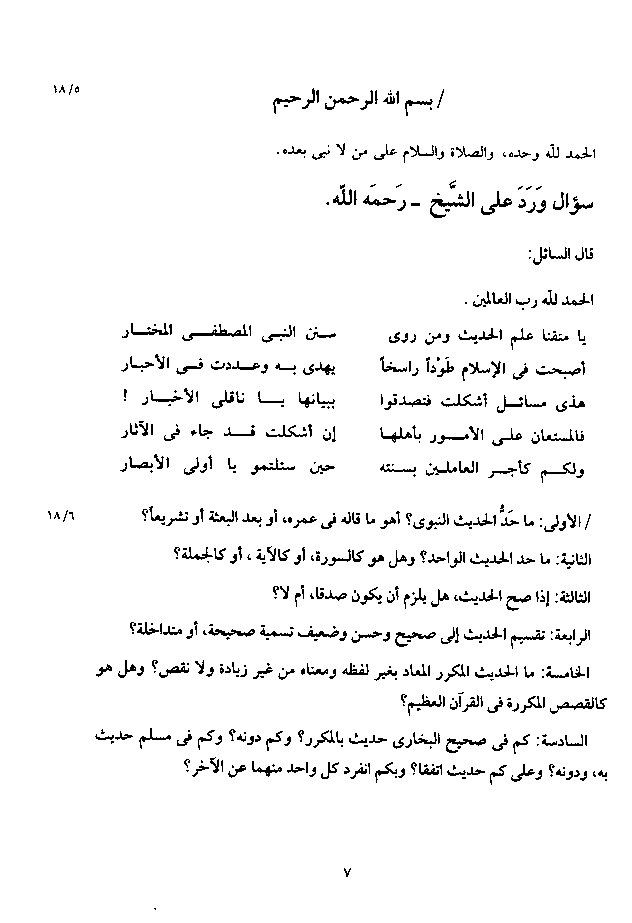 ١٨/٥
/ بسم الله الرحمن الرحيم
الحمد لله وحده، والصلاة والسلام على من لا نبى بعده.
سؤال وَرَدَ على الشَّيخ ـ رَحمَه اللَّه.
قال السائل:
الحمد لله رب العالمين .
يا متقنا علم الحديث ومن روى سنن النبى المصطفى المختار
أصبحت فى الإسلام طَوْداً راسخاً يهدى به وعددت فى الأحبار
هذى مسائل أشكلت فتصدقوا ببيانها يا ناقلى الأخبار !
فالمستعان على الأمور بأهلها إن أشكلت قد جاء فى الآثار
ولكم كأجر العاملين بسنته حين سئلتمو يا أولى الأبصار
١٨/٦ / الأولى: ما حَدُّ الحديث النبوى؟ أهو ما قاله فى عمره، أو بعد البعثة أو تشريعاً؟
الثانية: ما حد الحديث الواحد؟ وهل هو كالسورة، أو كالآية ، أو كالجملة؟
الثالثة: إذا صح الحديث، هل يلزم أن يكون صدقا، أم لا؟
الرابعة: تقسيم الحديث إلى صحيح وحسن وضعيف تسمية صحيحة، أو متداخلة؟
الخامسة: ما الحديث المكرر المعاد بغير لفظه ومعناه من غير زيادة ولا نقص؟ وهل هو
كالقصص المكررة فى القرآن العظيم؟
السادسة: كم فى صحيح البخارى حديث بالمكرر؟ وكم دونه؟ وكم فى مسلم حديث
به، ودونه؟ وعلى كم حديث اتفقا؟ وبكم انفرد كل واحد منهما عن الآخر؟
٧